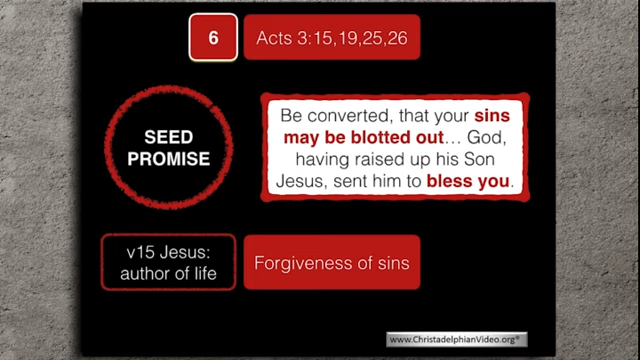 6
Acts 3:15,19,25,26
SEED
PROMISE
Be converted, that your sins
may be blotted out... God,
having raised up his Son
Jesus, sent him to bless you.
v15 Jesus:
author of life
Forgiveness of sins
www.ChristadelphianVideo.org®